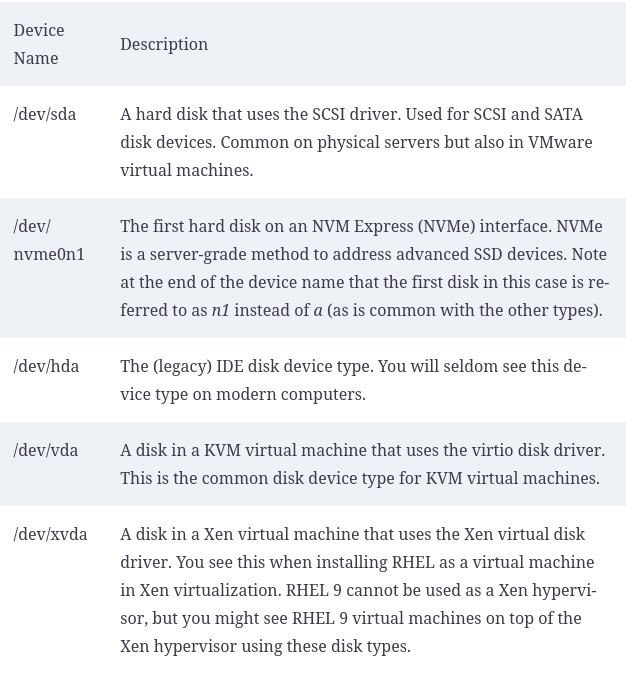 Device
Name
Description
/dev/sda
A hard disk that uses the SCSI driver. Used for SCSI and SATA
disk devices. Common on physical servers but also in VMware
virtual machines.
/dev/
nvme0n1
The first hard disk on an NVM Express (NVMe) interface. NVMe
is a server-grade method to address advanced SSD devices. Note
at the end of the device name that the first disk in this case is re-
ferred to as n1 instead of a (as is common with the other types).
/dev/hda
The (legacy) IDE disk device type. You will seldom see this de-
vice type on modern computers.
/dev/vda
A disk in a KVM virtual machine that uses the virtio disk driver.
This is the common disk device type for KVM virtual machines.
/dev/xvda
A disk in a Xen virtual machine that uses the Xen virtual disk
driver. You see this when installing RHEL as a virtual machine
in Xen virtualization. RHEL 9 cannot be used as a Xen hypervi-
sor, but you might see RHEL 9 virtual machines on top of the
Xen hypervisor using these disk types.